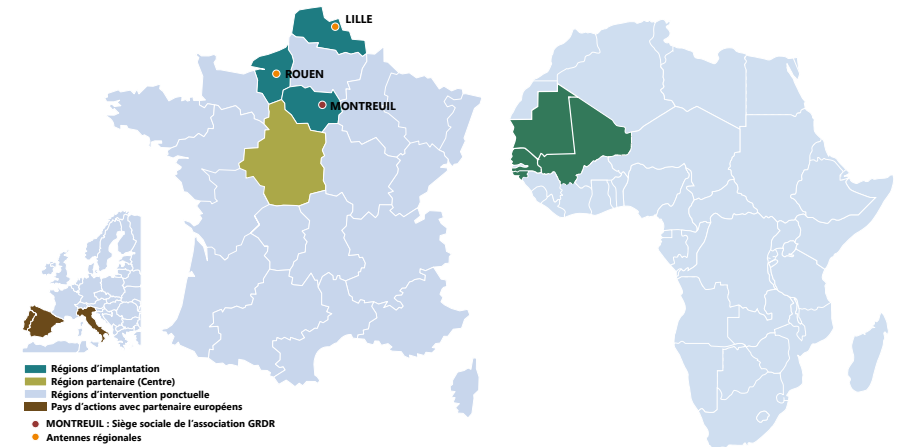 LILLE
ROUEN
MONTREUIL
Régions d'implantation
Région partenaire (Centre)
Régions d'intervention ponctuelle
Pays d'actions avec partenaire européens
MONTREUIL : Siège sociale de l'association GRDR
Antennes régionales